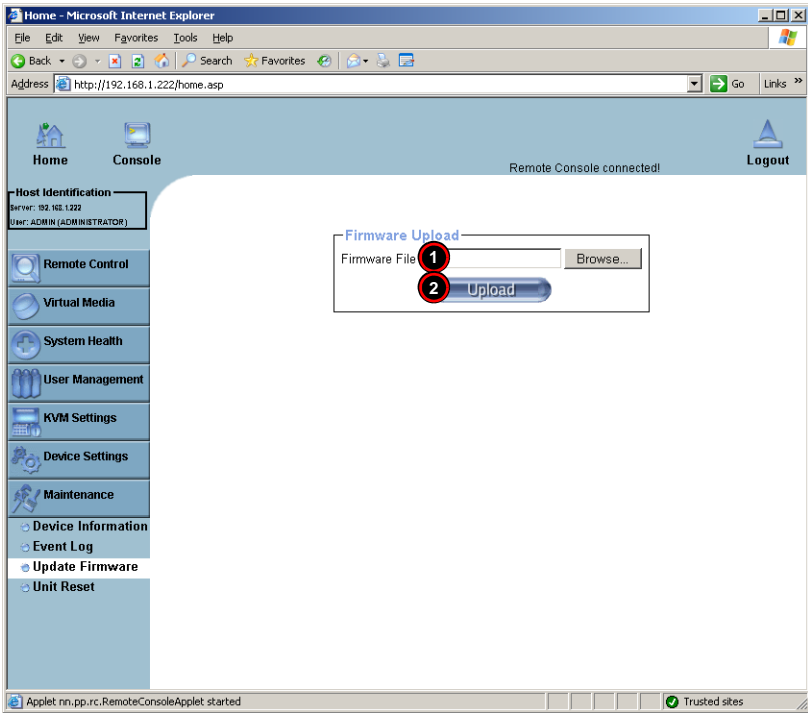 Home - Microsoft Internet Explorer
File Edit View Favorites Tools Help
Back Search Favorites
Address http://192.168.1.222/home.asp Go Links »
Home Console Remote Console connected! Logout
Host Identification
Server: 192.168.1.222
User: ADMIN (ADMINISTRATOR)
Firmware Upload
Firmware File 1 Browse...
2 Upload
Remote Control
Virtual Media
System Health
User Management
KVM Settings
Device Settings
Maintenance
Device Information
Event Log
Update Firmware
Unit Reset
Applet nn.pp.rc.RemoteConsoleApplet started Trusted sites